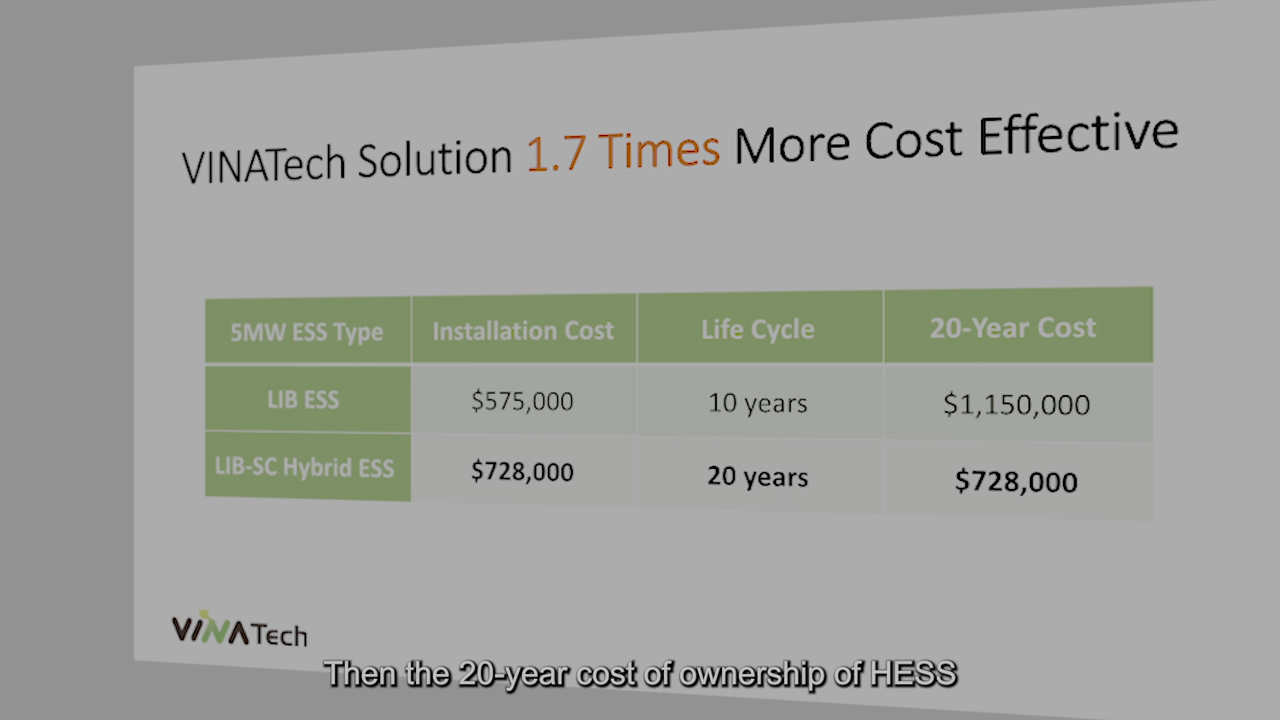 VINATech Solution 1.7 Times More Cost Effective
5MW ESS Type Installation Cost Life Cycle 20-Year Cost
LIB ESS $575,000 10 years $1,150,000
LIB-SC Hybrid ESS $728,000 20 years $728,000
VINATech
Then the 20-year cost of ownership of HESS